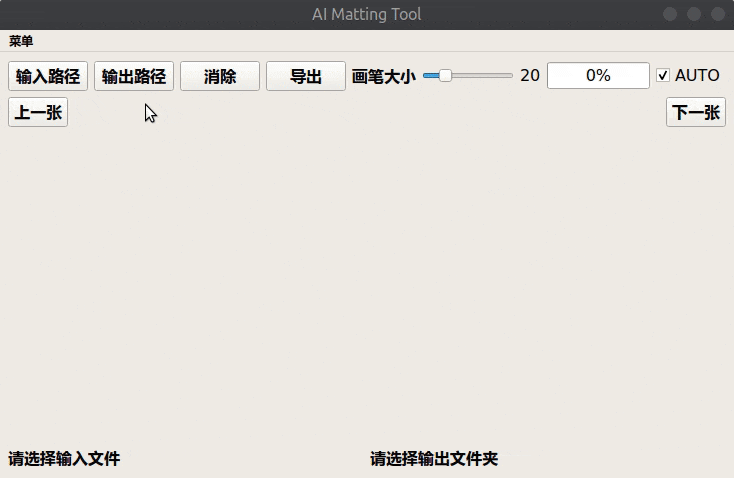 AI Matting Tool
菜单
输入路径 输出路径 消除 导出 画笔大小 20 0% AUTO
上一张 下一张
请选择输入文件 请选择输出文件夹